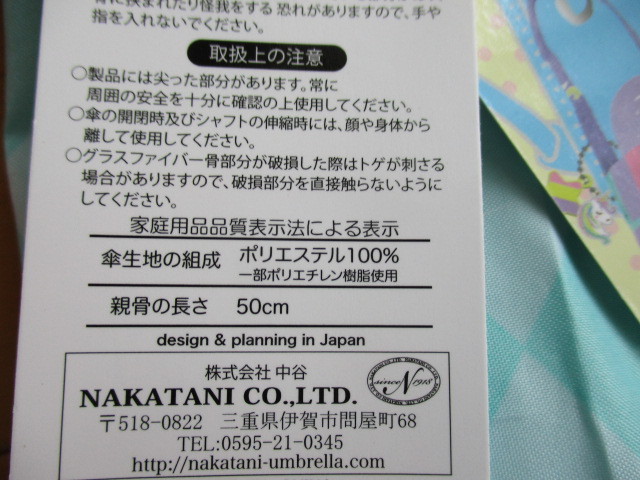 骨に挟まれたり怪我をする 恐れがありますので、手や
指を入れないでください。
取扱上の注意
○製品には尖った部分があります。常に
周囲の安全を十分に確認の上使用してください。
○傘の開閉時及びシャフトの伸縮時には、顔や身体から
離して使用してください。
○グラスファイバー骨部分が破損した際はトゲが刺さる
場合がありますので、破損部分を直接触らないように
してください。
家庭用品品質表示法による表示
傘生地の組成 ポリエステル100%
一部ポリエチレン樹脂使用
親骨の長さ 50cm
design & planning in Japan
株式会社 中谷
NAKATANI CO.,LTD.
since N 1918
〒518-0822 三重県伊賀市問屋町68
TEL:0595-21-0345
http://nakatani-umbrella.com